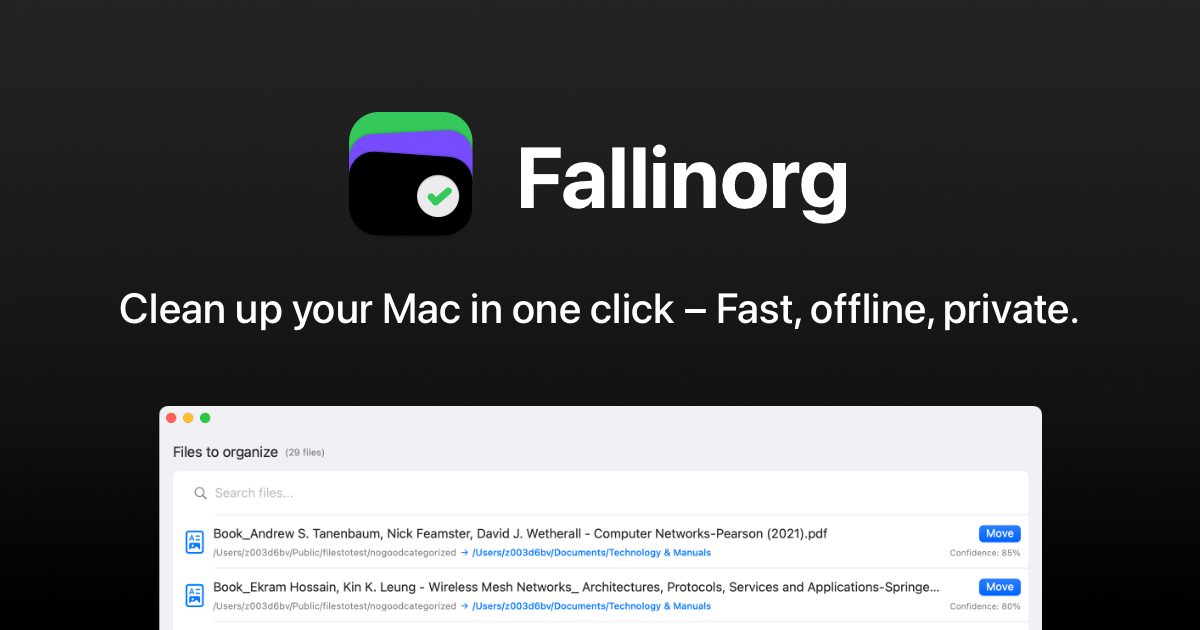 Fallinorg
Clean up your Mac in one click – Fast, offline, private.
Files to organize (29 files)
Search files...
Book_Andrew S. Tanenbaum, Nick Feamster, David J. Wetherall - Computer Networks-Pearson (2021).pdf
Move
/Users/z003d6bv/Public/filestotest/nogoodcategorized → /Users/z003d6bv/Documents/Technology & Manuals
Confidence: 85%
Book_Ekram Hossain, Kin K. Leung - Wireless Mesh Networks_ Architectures, Protocols, Services and Applications-Springe...
Move
/Users/z003d6bv/Public/filestotest/nogoodcategorized → /Users/z003d6bv/Documents/Technology & Manuals
Confidence: 80%